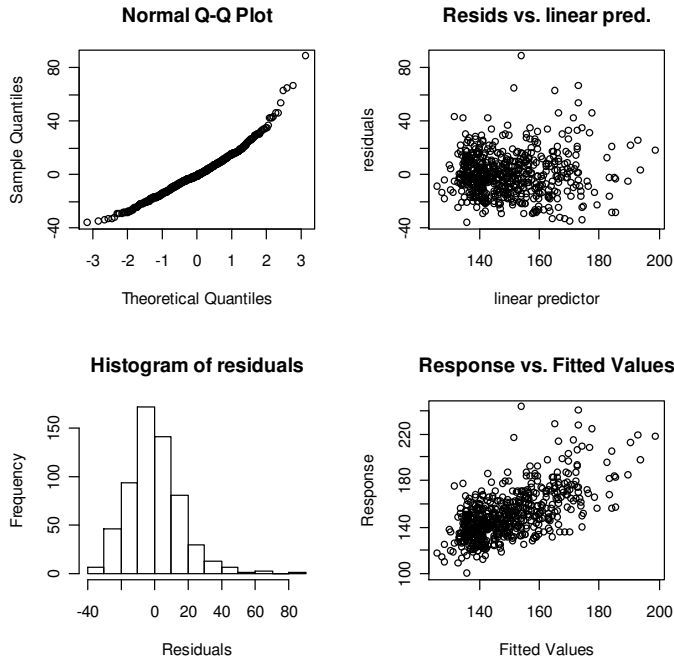 Normal Q-Q Plot
Sample Quantiles
-40 0 40 80
-3 -2 -1 0 1 2 3
Theoretical Quantiles
Resids vs. linear pred.
residuals
-40 0 40 80
140 160 180 200
linear predictor
Histogram of residuals
Frequency
0 50 100 150
-40 0 40 80
Residuals
Response vs. Fitted Values
Response
100 140 180 220
140 160 180 200
Fitted Values